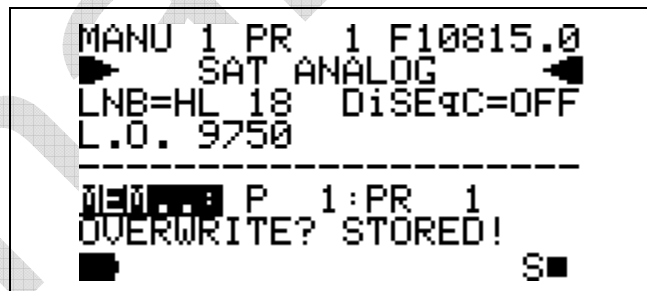 MANU 1 PR 1 F10815.0
SAT ANALOG
LNB=HL 18 DiSEqC=OFF
L.O. 9750
--------------------
MEM..: P 1:PR 1
OVERWRITE? STORED!
S